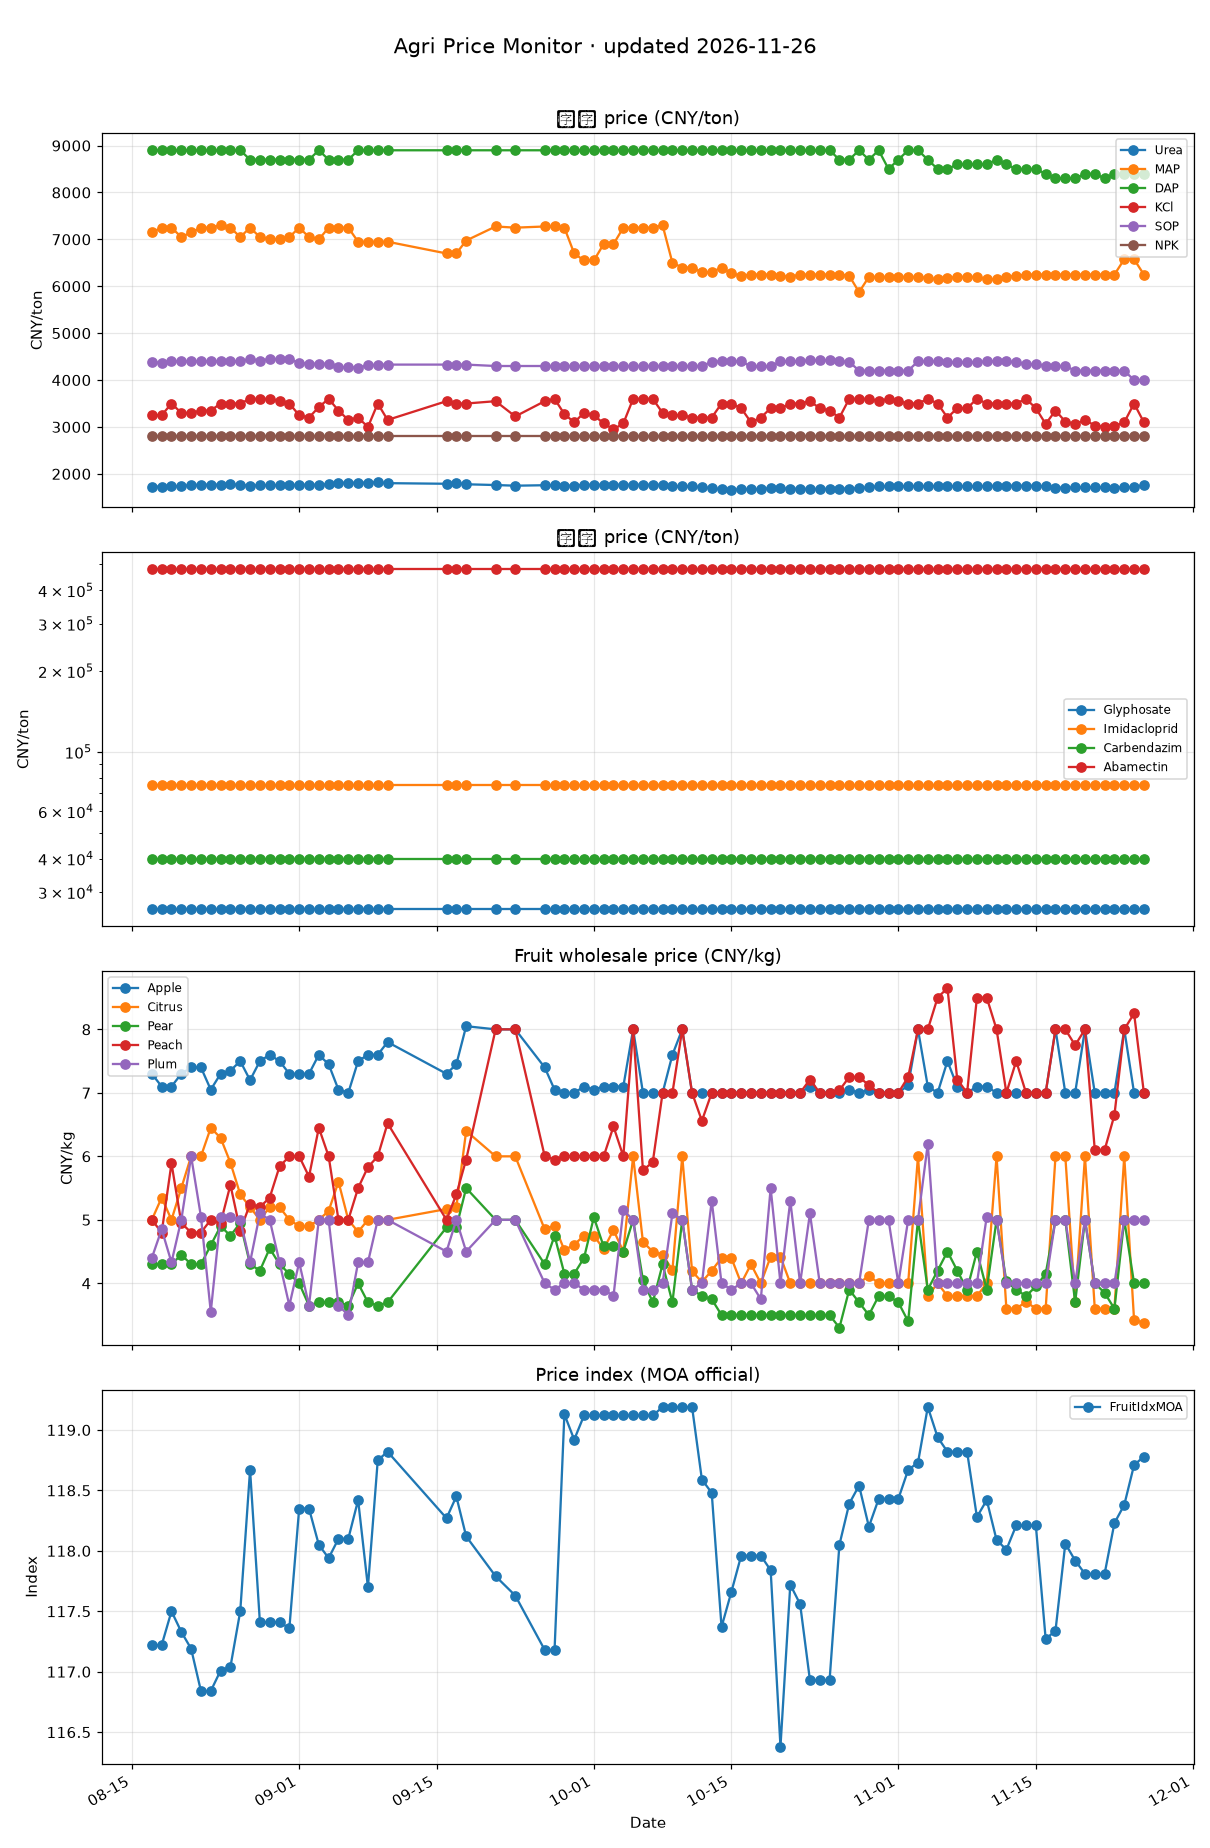 Agri Price Monitor · updated 2026-11-26
price (CNY/ton)
9000
8000
7000
6000
5000
4000
3000
2000
CNY/ton
Urea
MAP
DAP
KCl
SOP
NPK
price (CNY/ton)
4 × 10⁵
3 × 10⁵
2 × 10⁵
10⁵
6 × 10⁴
4 × 10⁴
3 × 10⁴
CNY/ton
Glyphosate
Imidacloprid
Carbendazim
Abamectin
Fruit wholesale price (CNY/kg)
8
7
6
5
4
CNY/kg
Apple
Citrus
Pear
Peach
Plum
Price index (MOA official)
119.0
118.5
118.0
117.5
117.0
116.5
Index
FruitIdxMOA
08-15
09-01
09-15
10-01
10-15
11-01
11-15
12-01
Date